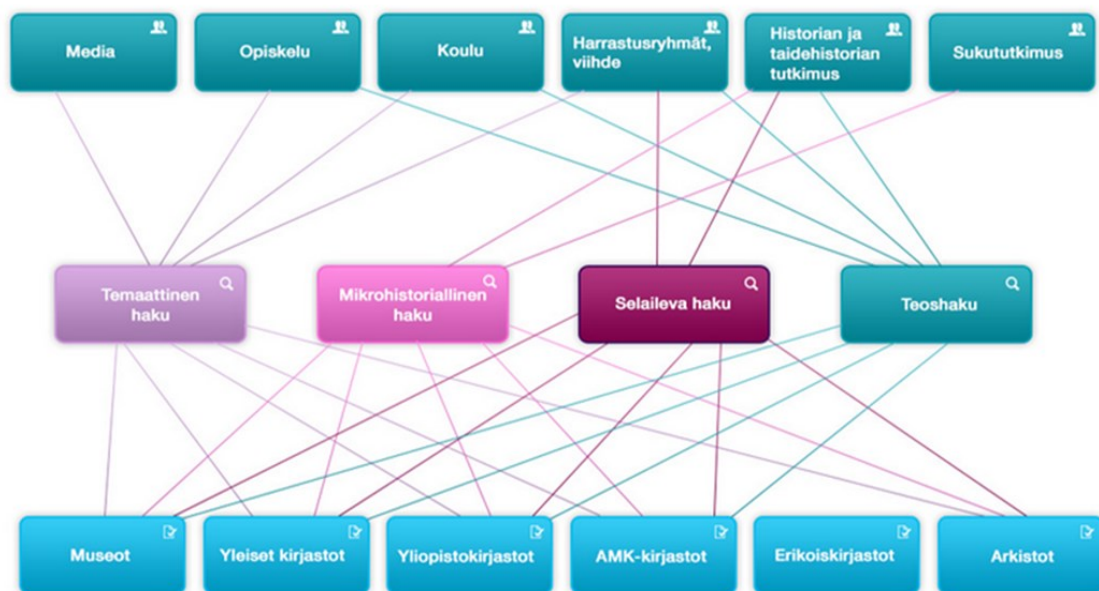 Media
Opiskelu
Koulu
Harrastusryhmät,
viihde
Historian ja
taidehistorian
tutkimus
Sukututkimus
Temaattinen
haku
Mikrohistoriallinen
haku
Selaileva haku
Teoshaku
Museot
Yleiset kirjastot
Yliopistokirjastot
AMK-kirjastot
Erikoiskirjastot
Arkistot